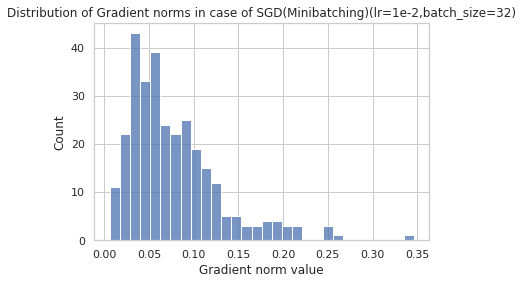 Distribution of Gradient norms in case of SGD(Minibatching)(lr=1e-2,batch_size=32)
40
30
20
10
0
Count
0.00 0.05 0.10 0.15 0.20 0.25 0.30 0.35
Gradient norm value